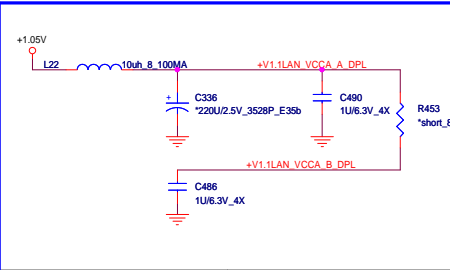 +1.05V
L22 10uh_8_100MA +V1.1LAN_VCCA_A_DPL
+ C336 C490
*220U/2.5V_3528P_E35b 1U/6.3V_4X R453
*short_8
+V1.1LAN_VCCA_B_DPL
C486
1U/6.3V_4X